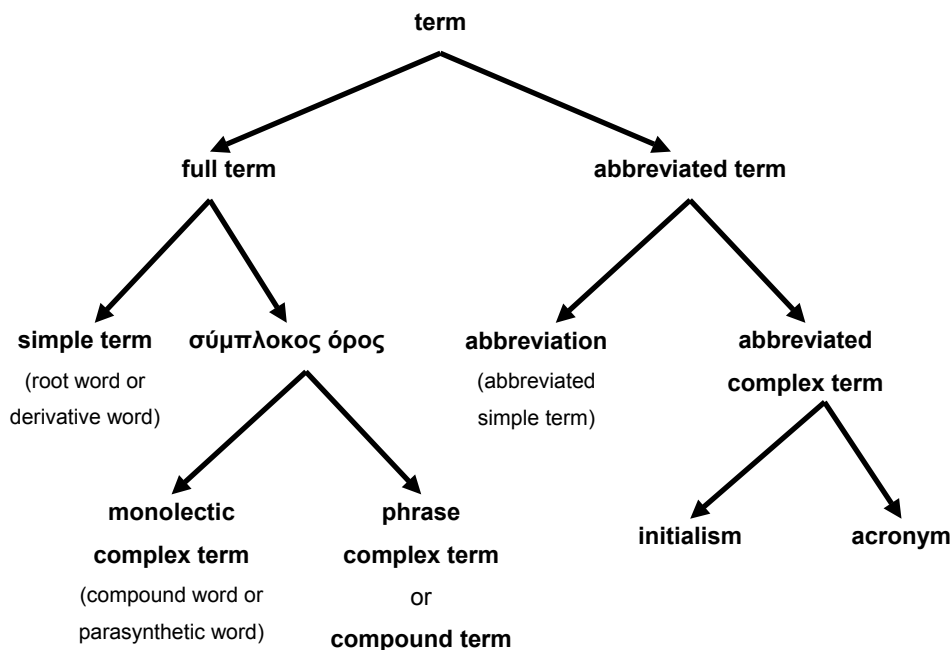 term
full term
abbreviated term
simple term
(root word or
derivative word)
σύμπλοκος όρος
abbreviation
(abbreviated
simple term)
abbreviated
complex term
monolectic
complex term
(compound word or
parasynthetic word)
phrase
complex term
or
compound term
initialism
acronym